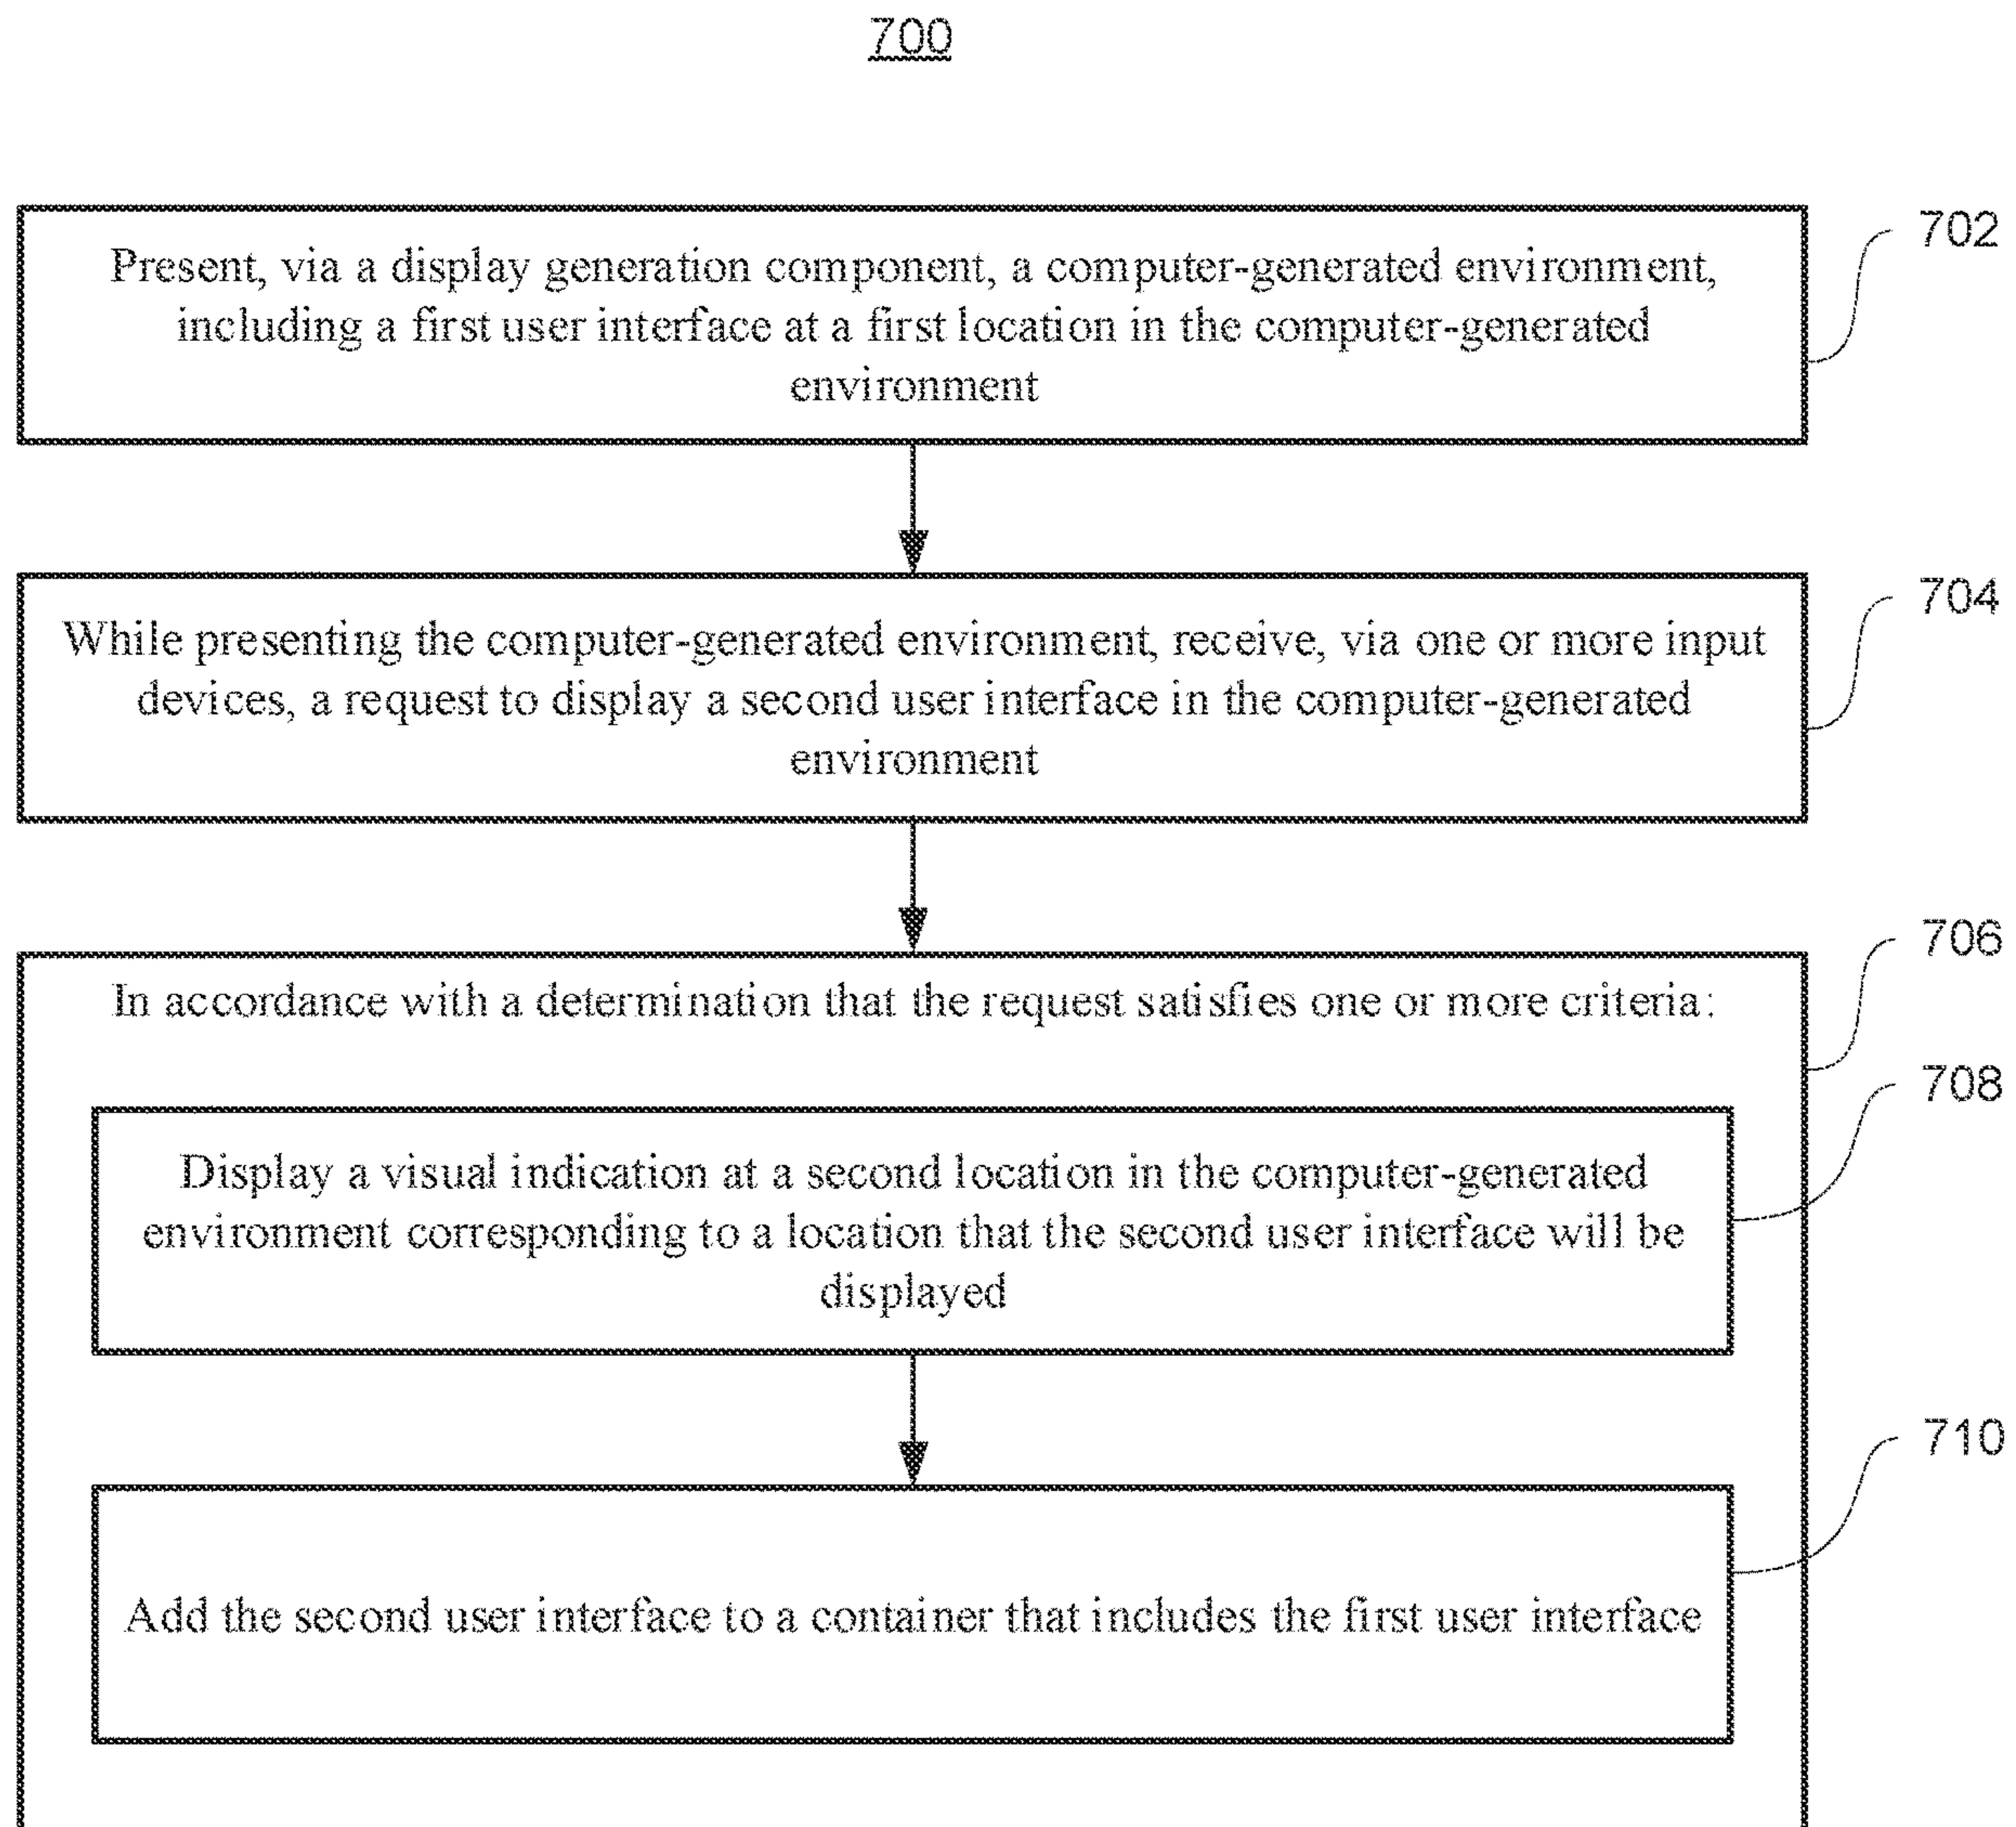 700
702
Present, via a display generation component, a computer-generated environment,
including a first user interface at a first location in the computer-generated
environment
704
While presenting the computer-generated environment, receive, via one or more input
devices, a request to display a second user interface in the computer-generated
environment
706
In accordance with a determination that the request satisfies one or more criteria:
708
Display a visual indication at a second location in the computer-generated
environment corresponding to a location that the second user interface will be
displayed
710
Add the second user interface to a container that includes the first user interface